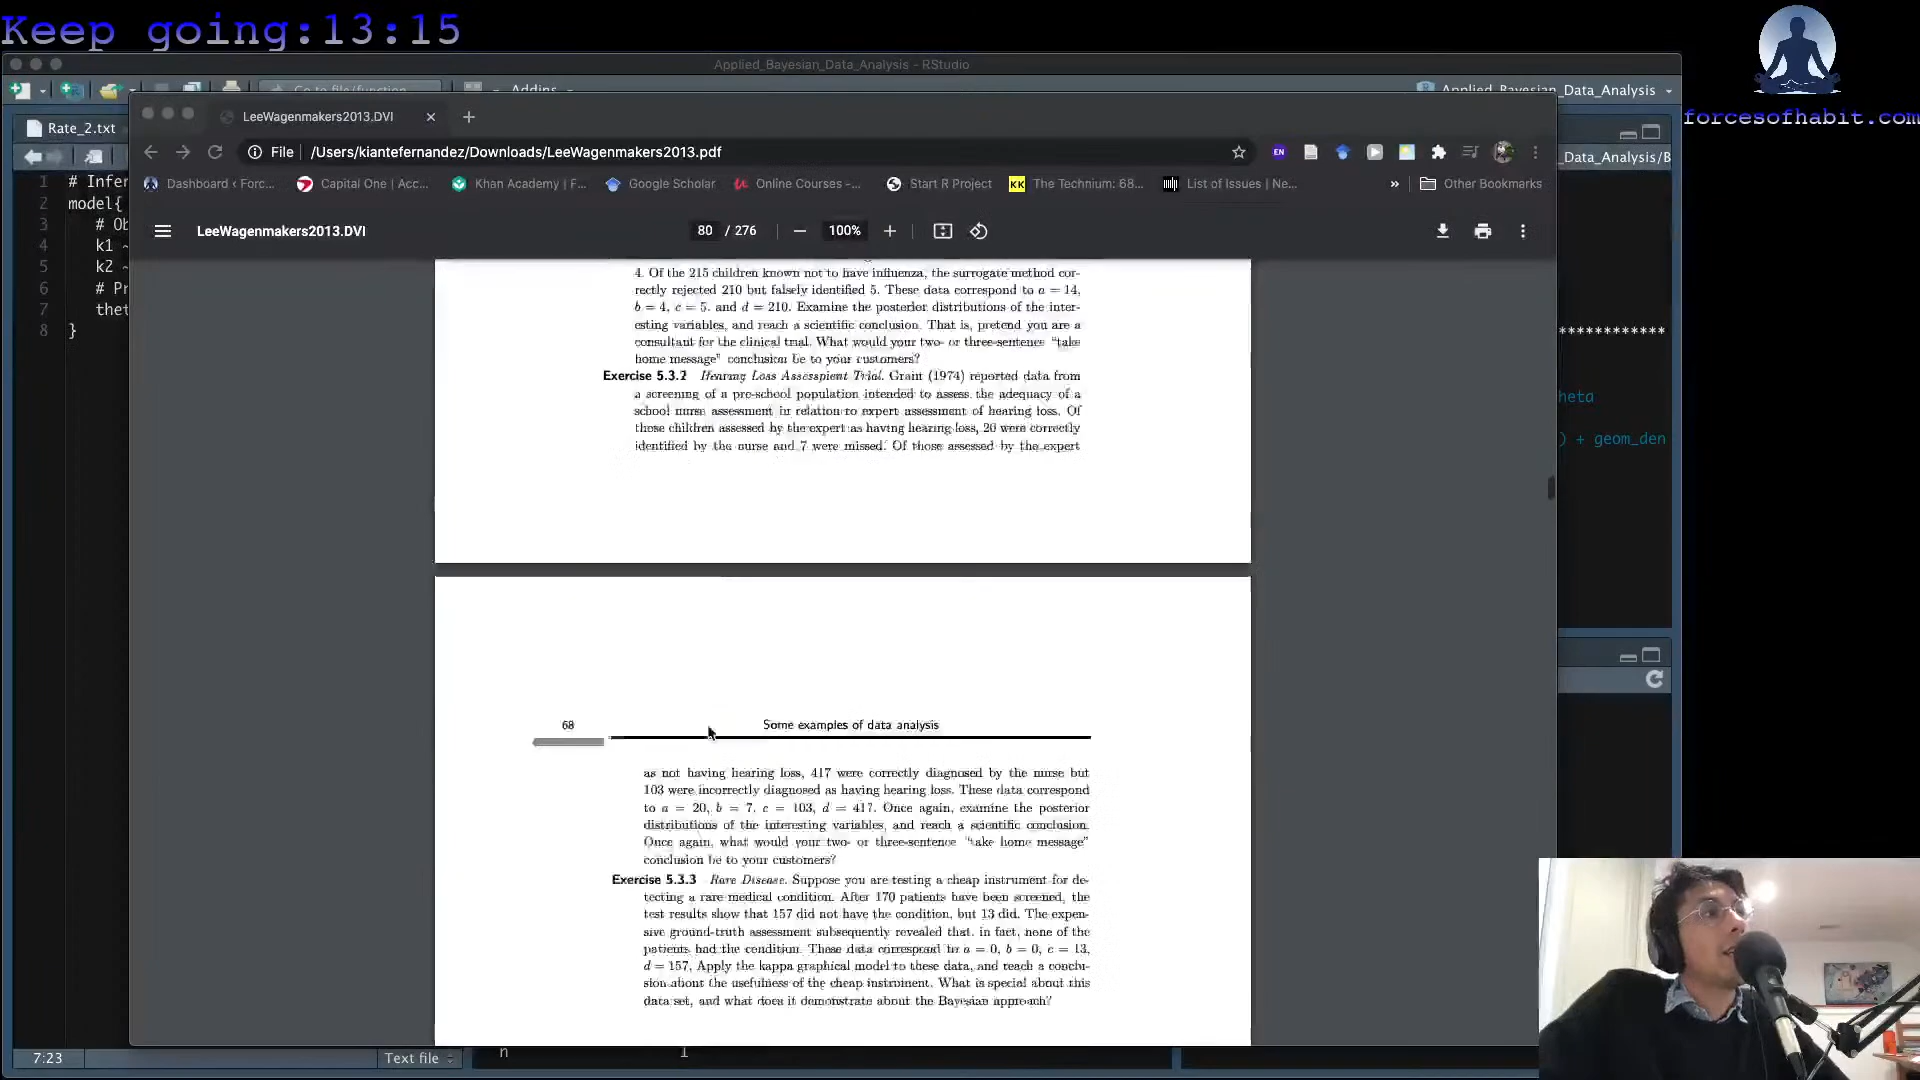 Keep going:13:15
forcesofhabit.com
Applied_Bayesian_Data_Analysis - RStudio
Go to file/function
Addins
Applied_Bayesian_Data_Analysis
Rate_2.txt
LeeWagenmakers2013.DVI
File /Users/kiantefernandez/Downloads/LeeWagenmakers2013.pdf
EN
_Data_Analysis/B
Dashboard ‹ Forc...
Capital One | Acc...
Khan Academy | F...
Google Scholar
Online Courses -...
Start R Project
KK The Technium: 68...
List of Issues | Ne...
»
Other Bookmarks
LeeWagenmakers2013.DVI
80 / 276
100%
1 # Infer
2 model{
3 # Ob
4 k1 ~
5 k2 ~
6 # Pr
7 thet
8 }
************
heta
) + geom_den
4. Of the 215 children known not to have influenza, the surrogate method cor-
rectly rejected 210 but falsely identified 5. These data correspond to a = 14,
b = 4, c = 5, and d = 210. Examine the posterior distributions of the inter-
esting variables, and reach a scientific conclusion. That is, pretend you are a
consultant for the clinical trial. What would your two- or three-sentence “take
home message” conclusion be to your customers?
Exercise 5.3.2 Hearing Loss Assessment Trial. Grant (1974) reported data from
a screening of a pre-school population intended to assess the adequacy of a
school nurse assessment in relation to expert assessment of hearing loss. Of
those children assessed by the expert as having hearing loss, 20 were correctly
identified by the nurse and 7 were missed. Of those assessed by the expert
68
Some examples of data analysis
as not having hearing loss, 417 were correctly diagnosed by the nurse but
103 were incorrectly diagnosed as having hearing loss. These data correspond
to a = 20, b = 7, c = 103, d = 417. Once again, examine the posterior
distributions of the interesting variables, and reach a scientific conclusion.
Once again, what would your two- or three-sentence “take home message”
conclusion be to your customers?
Exercise 5.3.3 Rare Disease. Suppose you are testing a cheap instrument for de-
tecting a rare medical condition. After 170 patients have been screened, the
test results show that 157 did not have the condition, but 13 did. The expen-
sive ground-truth assessment subsequently revealed that, in fact, none of the
patients had the condition. These data correspond to a = 0, b = 0, c = 13,
d = 157. Apply the kappa graphical model to these data, and reach a conclu-
sion about the usefulness of the cheap instrument. What is special about this
data set, and what does it demonstrate about the Bayesian approach?
7:23
Text file
n